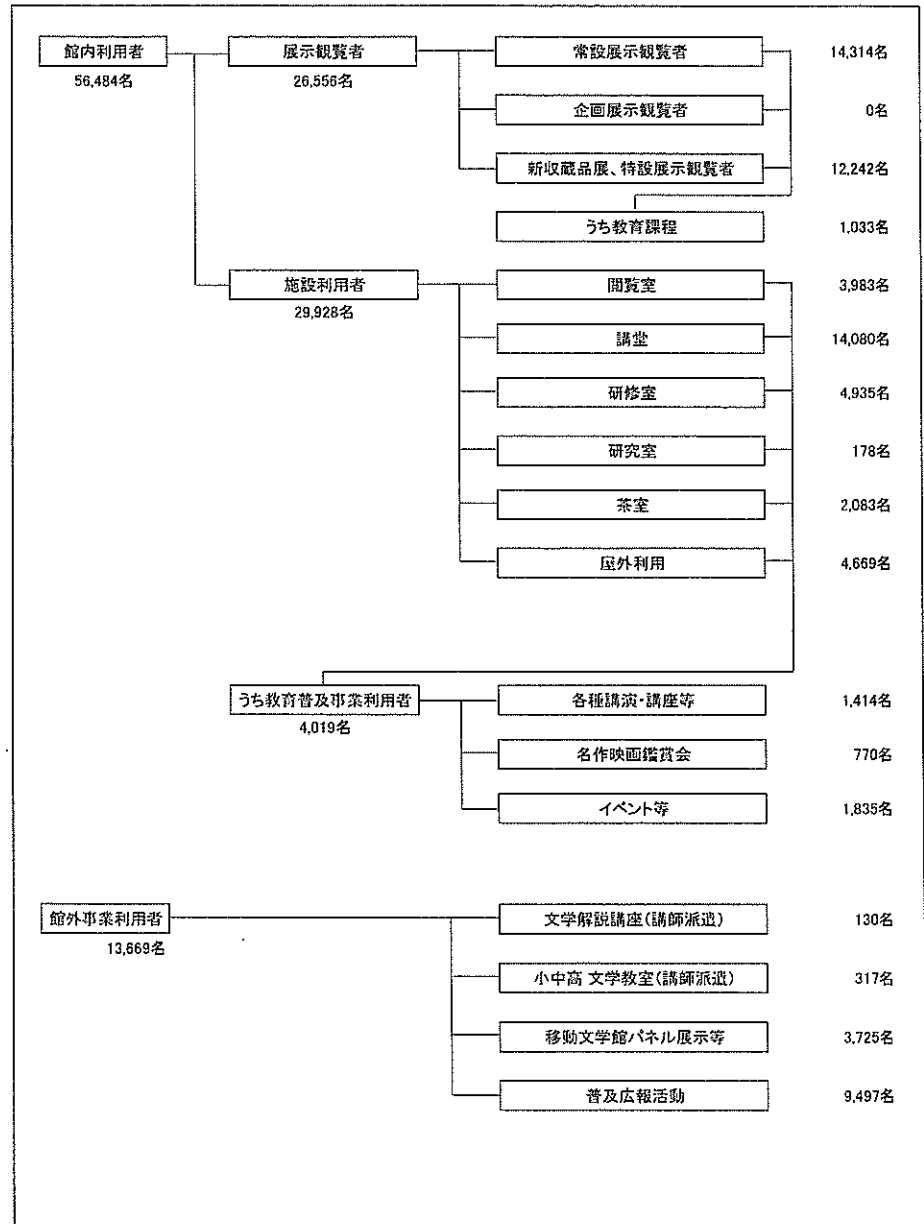 館内利用者 展示観覧者 常設展示観覧者 14,314名
56,484名 26,556名
企画展示観覧者 0名
新収蔵品展、特設展示観覧者 12,242名
うち教育課程 1,033名
施設利用者 閲覧室 3,983名
29,928名
講堂 14,080名
研修室 4,935名
研究室 178名
茶室 2,083名
屋外利用 4,669名
うち教育普及事業利用者 各種講演・講座等 1,414名
4,019名
名作映画鑑賞会 770名
イベント等 1,835名
館外事業利用者 文学解説講座(講師派遣) 130名
13,669名
小中高 文学教室(講師派遣) 317名
移動文学館パネル展示等 3,725名
普及広報活動 9,497名